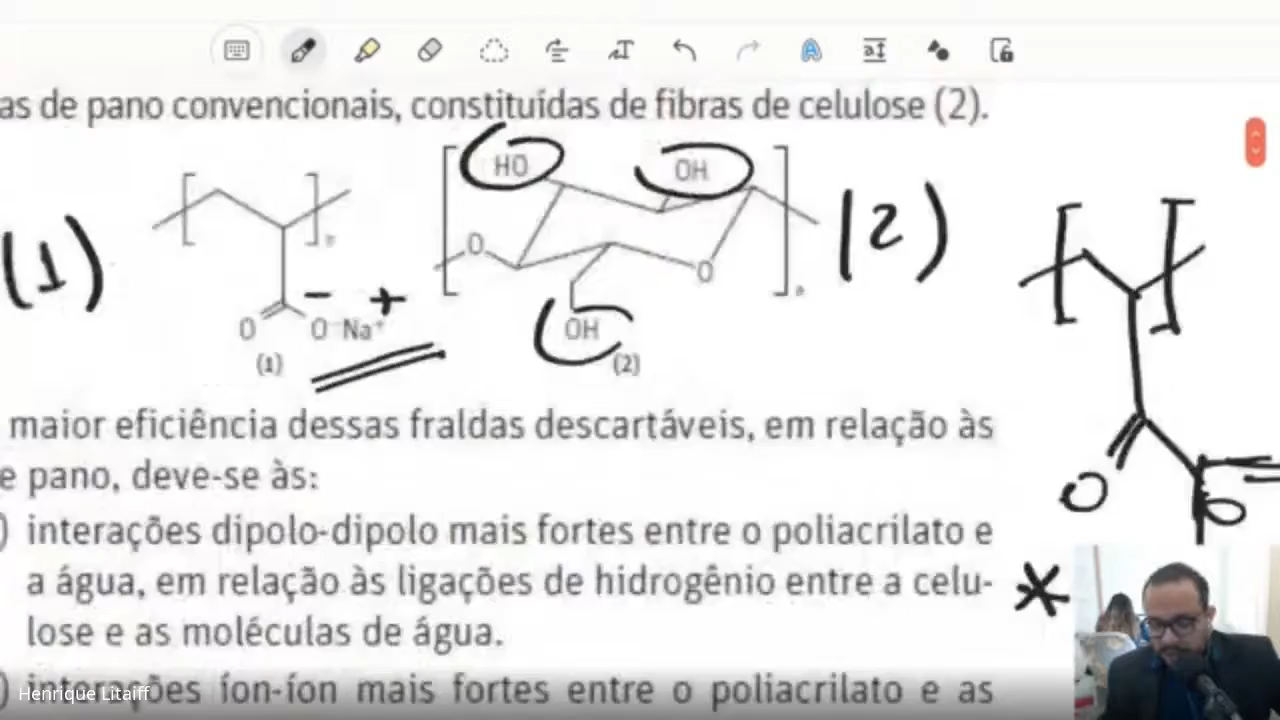 as de pano convencionais, constituídas de fibras de celulose (2).
HO
OH
(1)
O
O
(2)
OH
O
O⁻Na⁺
− +
(1)
(2)
O
O
maior eficiência dessas fraldas descartáveis, em relação às
e pano, deve-se às:
) interações dipolo-dipolo mais fortes entre o poliacrilato e
a água, em relação às ligações de hidrogênio entre a celu-
lose e as moléculas de água.
*
) interações íon-íon mais fortes entre o poliacrilato e as
Henrique Litaiff